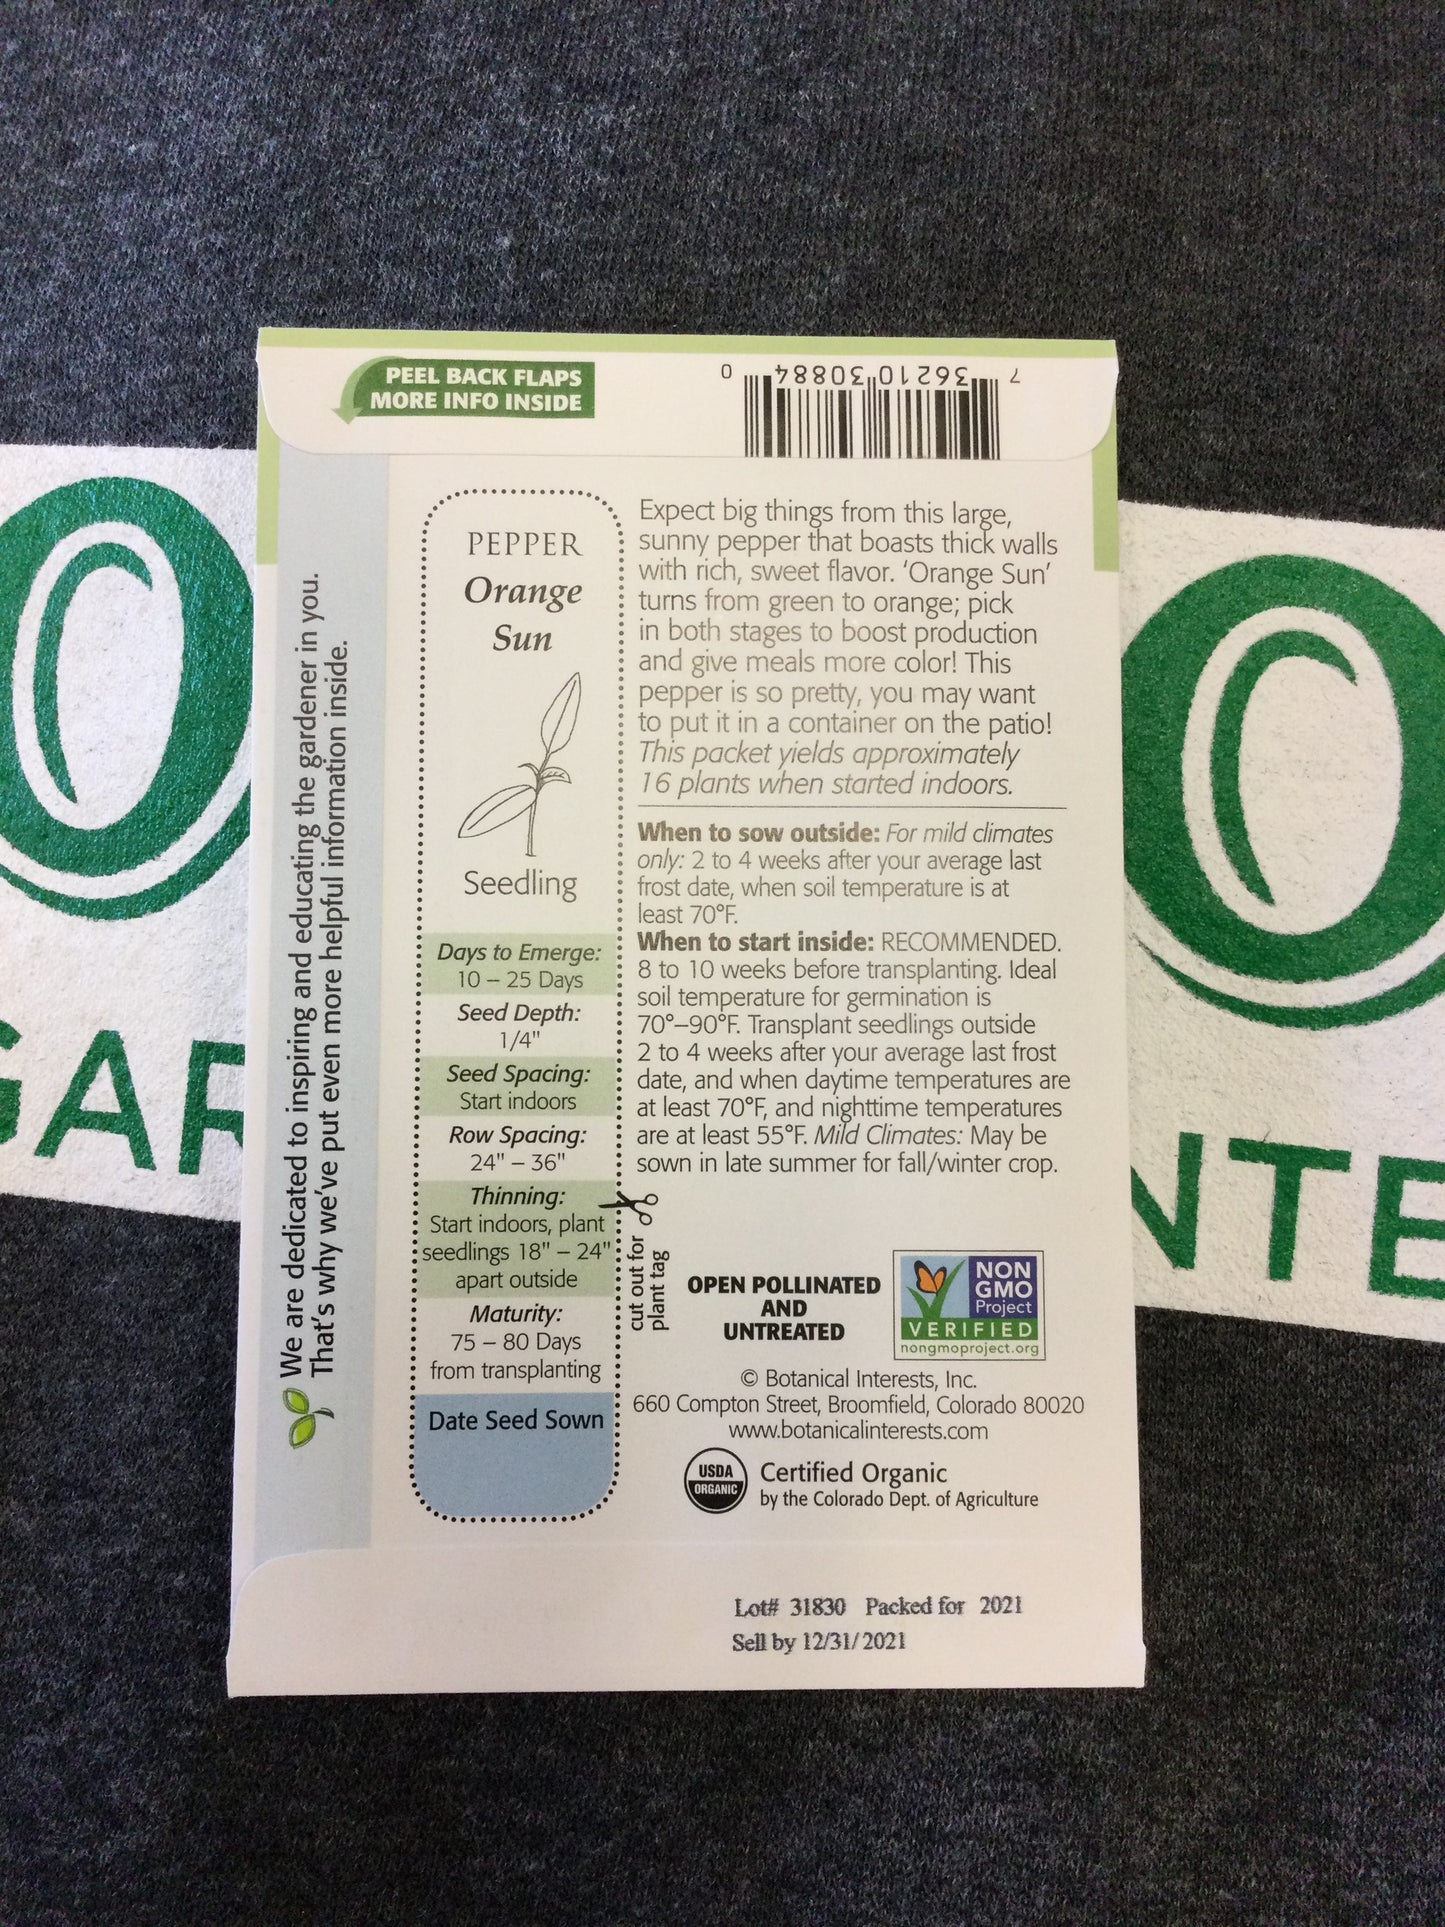 PEEL BACK FLAPS
MORE INFO INSIDE
7 36210 30884 0
We are dedicated to inspiring and educating the gardener in you.
That's why we've put even more helpful information inside.
PEPPER
Orange
Sun
Seedling
Days to Emerge:
10 – 25 Days
Seed Depth:
1/4"
Seed Spacing:
Start indoors
Row Spacing:
24" – 36"
Thinning:
Start indoors, plant
seedlings 18" – 24"
apart outside
Maturity:
75 – 80 Days
from transplanting
Date Seed Sown
cut out for
plant tag
Expect big things from this large,
sunny pepper that boasts thick walls
with rich, sweet flavor. ‘Orange Sun’
turns from green to orange; pick
in both stages to boost production
and give meals more color! This
pepper is so pretty, you may want
to put it in a container on the patio!
This packet yields approximately
16 plants when started indoors.
When to sow outside: For mild climates
only: 2 to 4 weeks after your average last
frost date, when soil temperature is at
least 70°F.
When to start inside: RECOMMENDED.
8 to 10 weeks before transplanting. Ideal
soil temperature for germination is
70°–90°F. Transplant seedlings outside
2 to 4 weeks after your average last frost
date, and when daytime temperatures are
at least 70°F, and nighttime temperatures
are at least 55°F. Mild Climates: May be
sown in late summer for fall/winter crop.
OPEN POLLINATED
AND
UNTREATED
NON
GMO
Project
VERIFIED
nongmoproject.org
© Botanical Interests, Inc.
660 Compton Street, Broomfield, Colorado 80020
www.botanicalinterests.com
USDA
ORGANIC
Certified Organic
by the Colorado Dept. of Agriculture
Lot# 31830 Packed for 2021
Sell by 12/31/2021
O
GAR
O
NTE